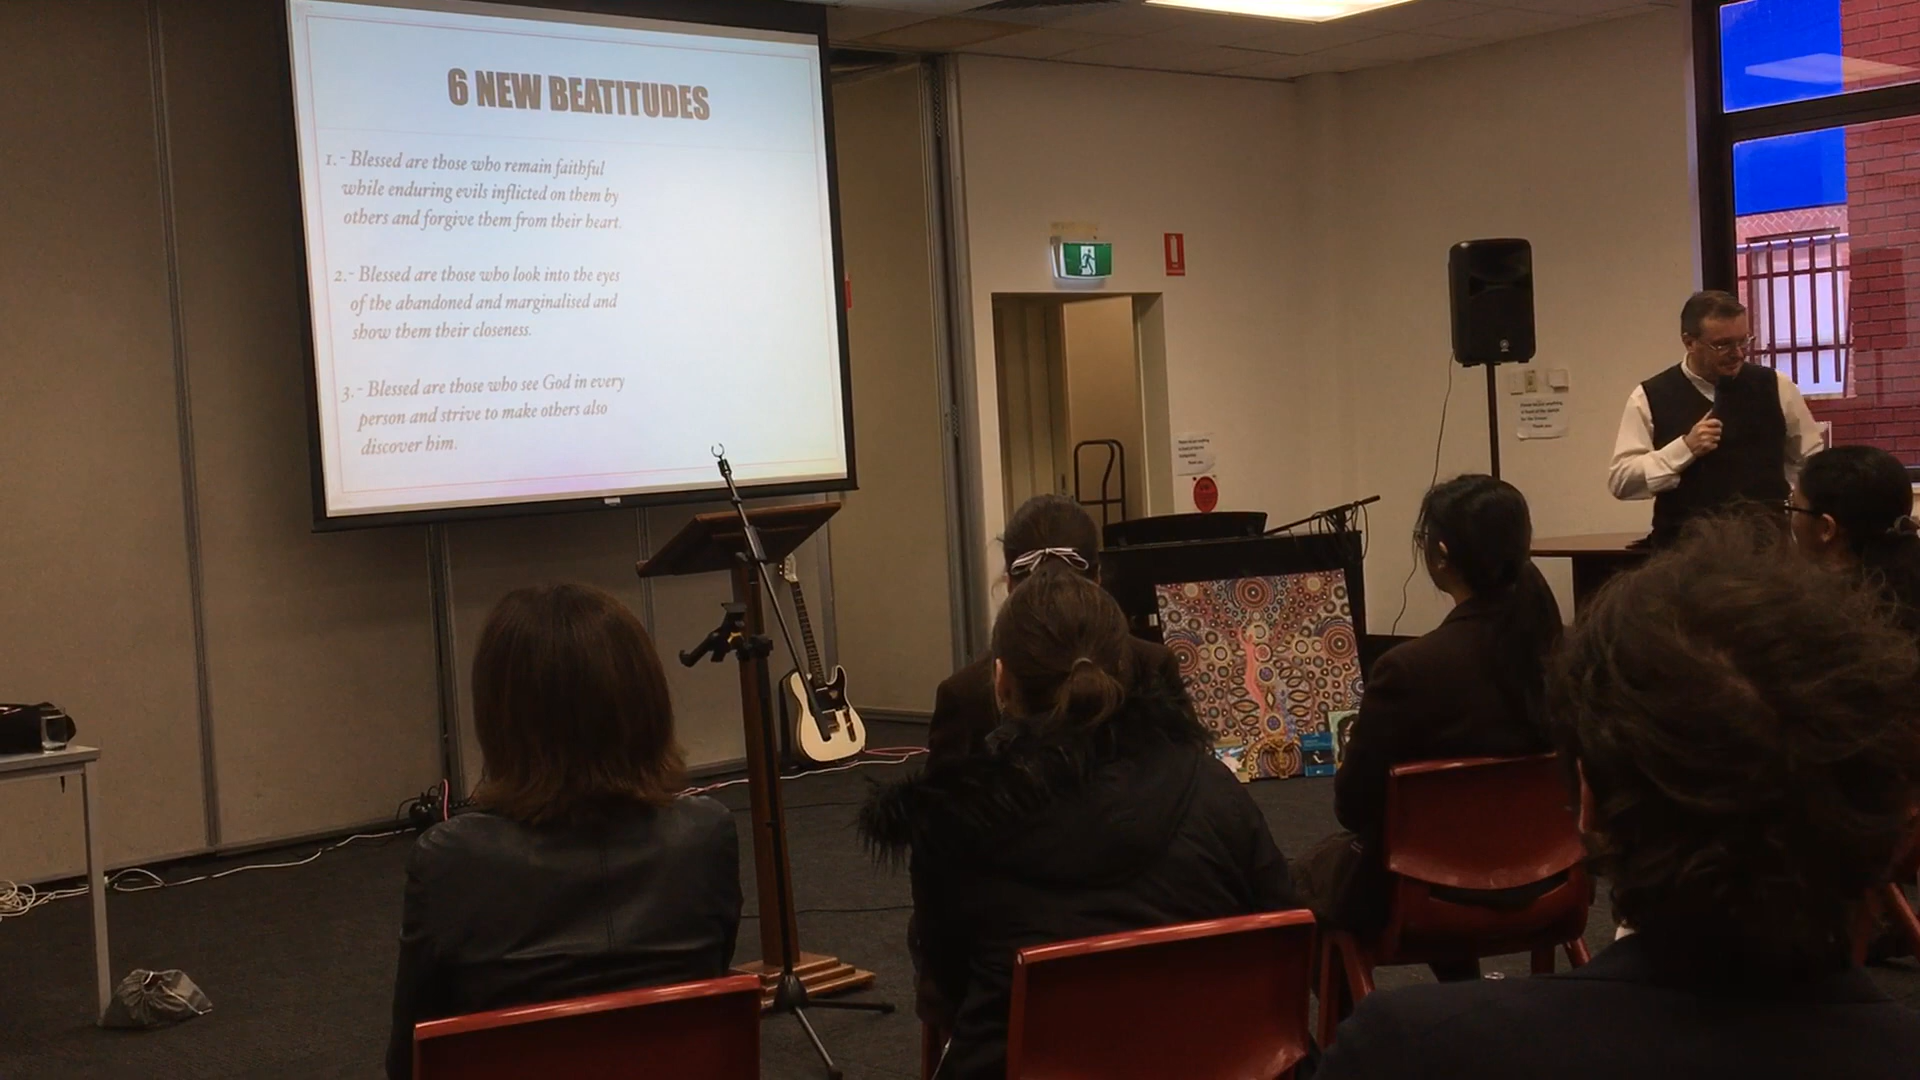 6 NEW BEATITUDES
1.- Blessed are those who remain faithful
while enduring evils inflicted on them by
others and forgive them from their heart.
2.- Blessed are those who look into the eyes
of the abandoned and marginalised and
show them their closeness.
3.- Blessed are those who see God in every
person and strive to make others also
discover him.